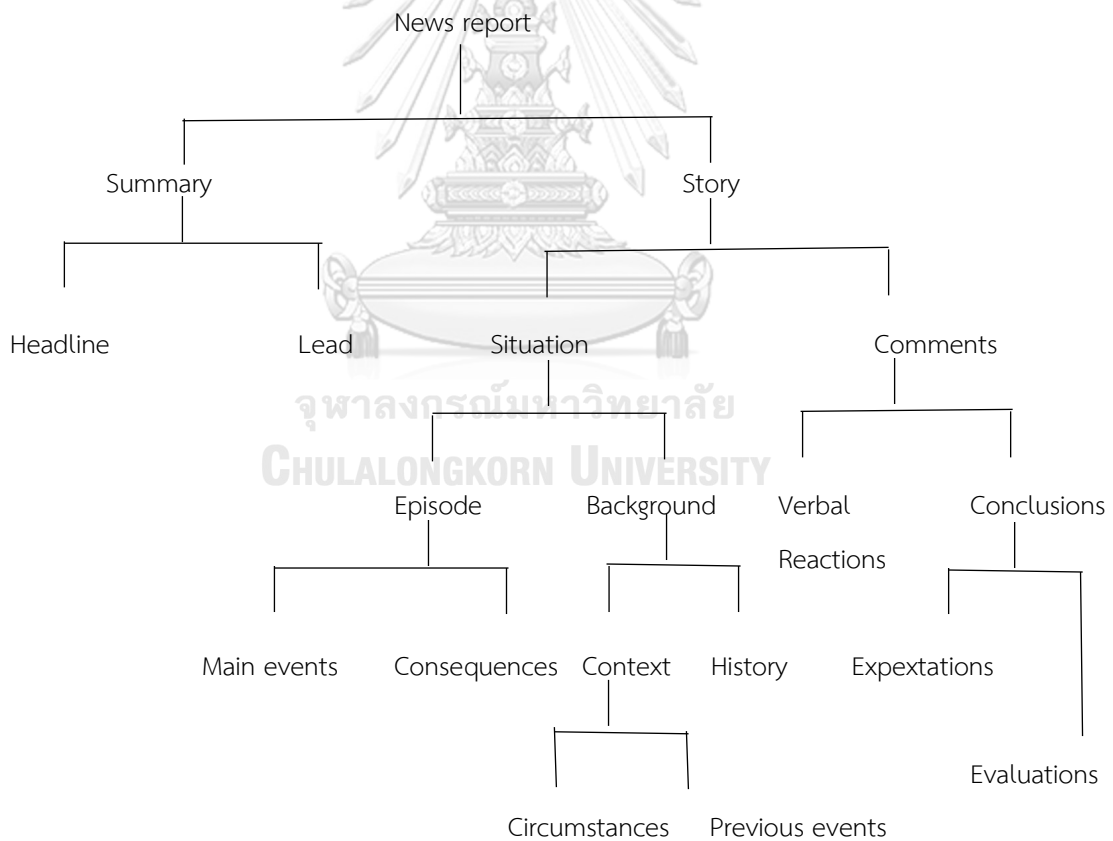 News report
Summary Story
Headline Lead Situation Comments
จุฬาลงกรณ์มหาวิทยาลัย
CHULALONGKORN UNIVERSITY
Episode Background Verbal Conclusions
Reactions
Main events Consequences Context History Expextations
Evaluations
Circumstances Previous events